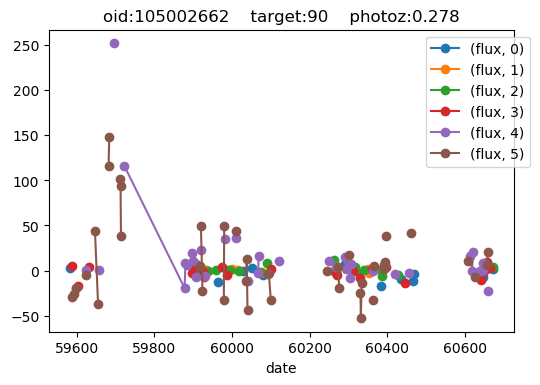 oid:105002662    target:90    photoz:0.278
250
200
150
100
50
0
−50
59600
59800
60000
60200
60400
60600
date
(flux, 0)
(flux, 1)
(flux, 2)
(flux, 3)
(flux, 4)
(flux, 5)